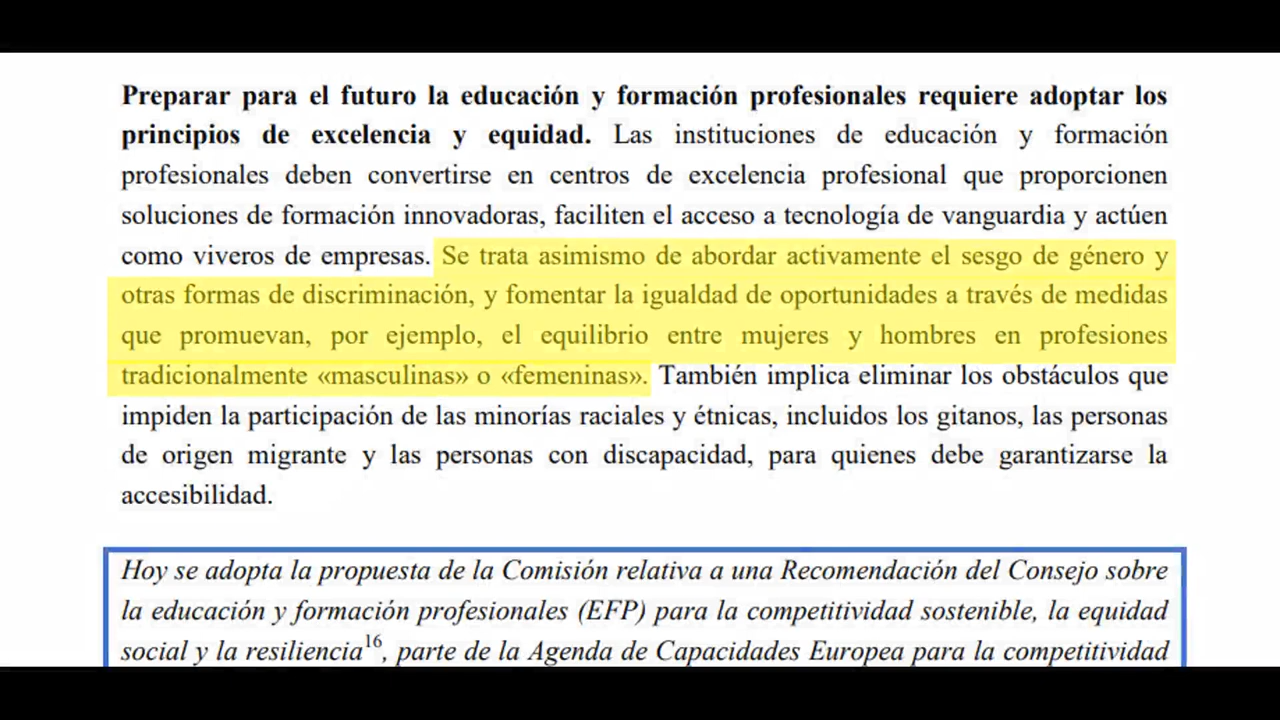 Preparar para el futuro la educación y formación profesionales requiere adoptar los
principios de excelencia y equidad. Las instituciones de educación y formación
profesionales deben convertirse en centros de excelencia profesional que proporcionen
soluciones de formación innovadoras, faciliten el acceso a tecnología de vanguardia y actúen
como viveros de empresas. Se trata asimismo de abordar activamente el sesgo de género y
otras formas de discriminación, y fomentar la igualdad de oportunidades a través de medidas
que promuevan, por ejemplo, el equilibrio entre mujeres y hombres en profesiones
tradicionalmente «masculinas» o «femeninas». También implica eliminar los obstáculos que
impiden la participación de las minorías raciales y étnicas, incluidos los gitanos, las personas
de origen migrante y las personas con discapacidad, para quienes debe garantizarse la
accesibilidad.
Hoy se adopta la propuesta de la Comisión relativa a una Recomendación del Consejo sobre
la educación y formación profesionales (EFP) para la competitividad sostenible, la equidad
social y la resiliencia16, parte de la Agenda de Capacidades Europea para la competitividad